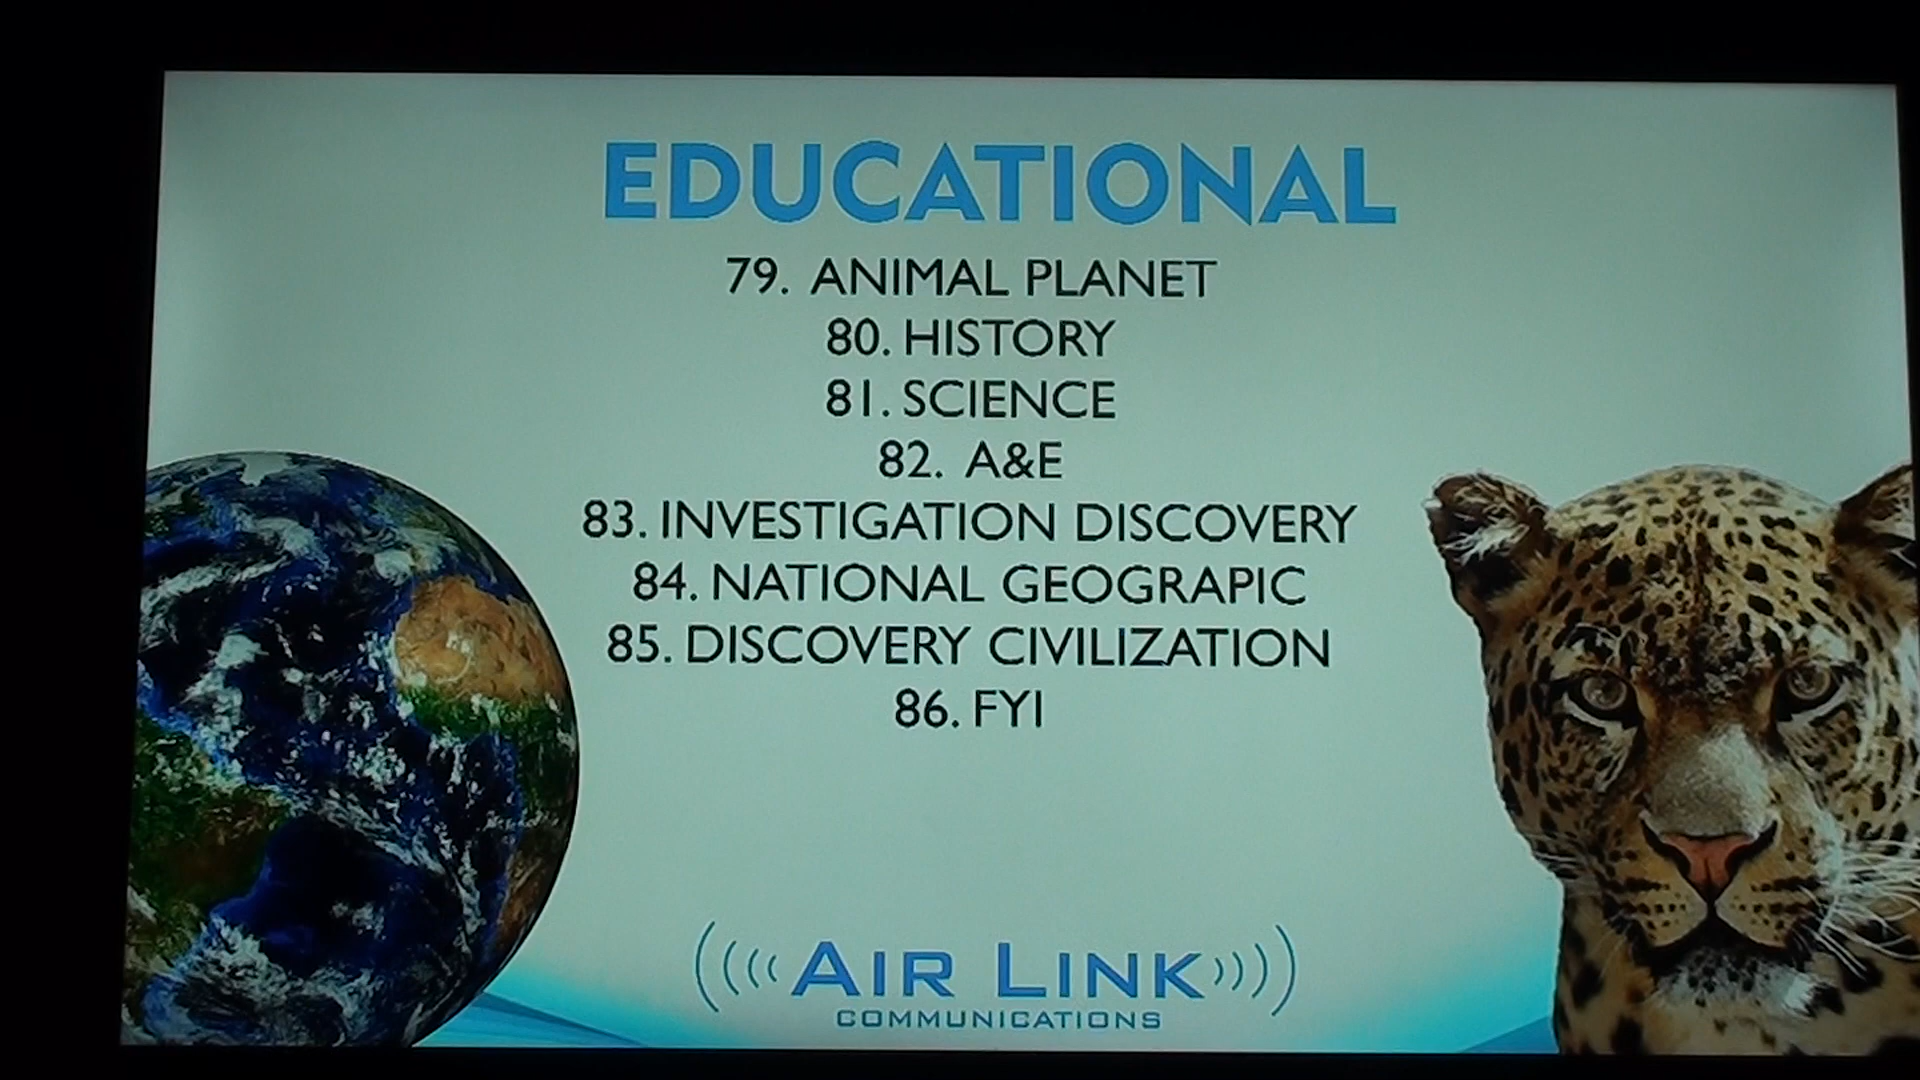 EDUCATIONAL
79. ANIMAL PLANET
80. HISTORY
81. SCIENCE
82. A&E
83. INVESTIGATION DISCOVERY
84. NATIONAL GEOGRAPIC
85. DISCOVERY CIVILIZATION
86. FYI
(((AIR LINK)))
COMMUNICATIONS